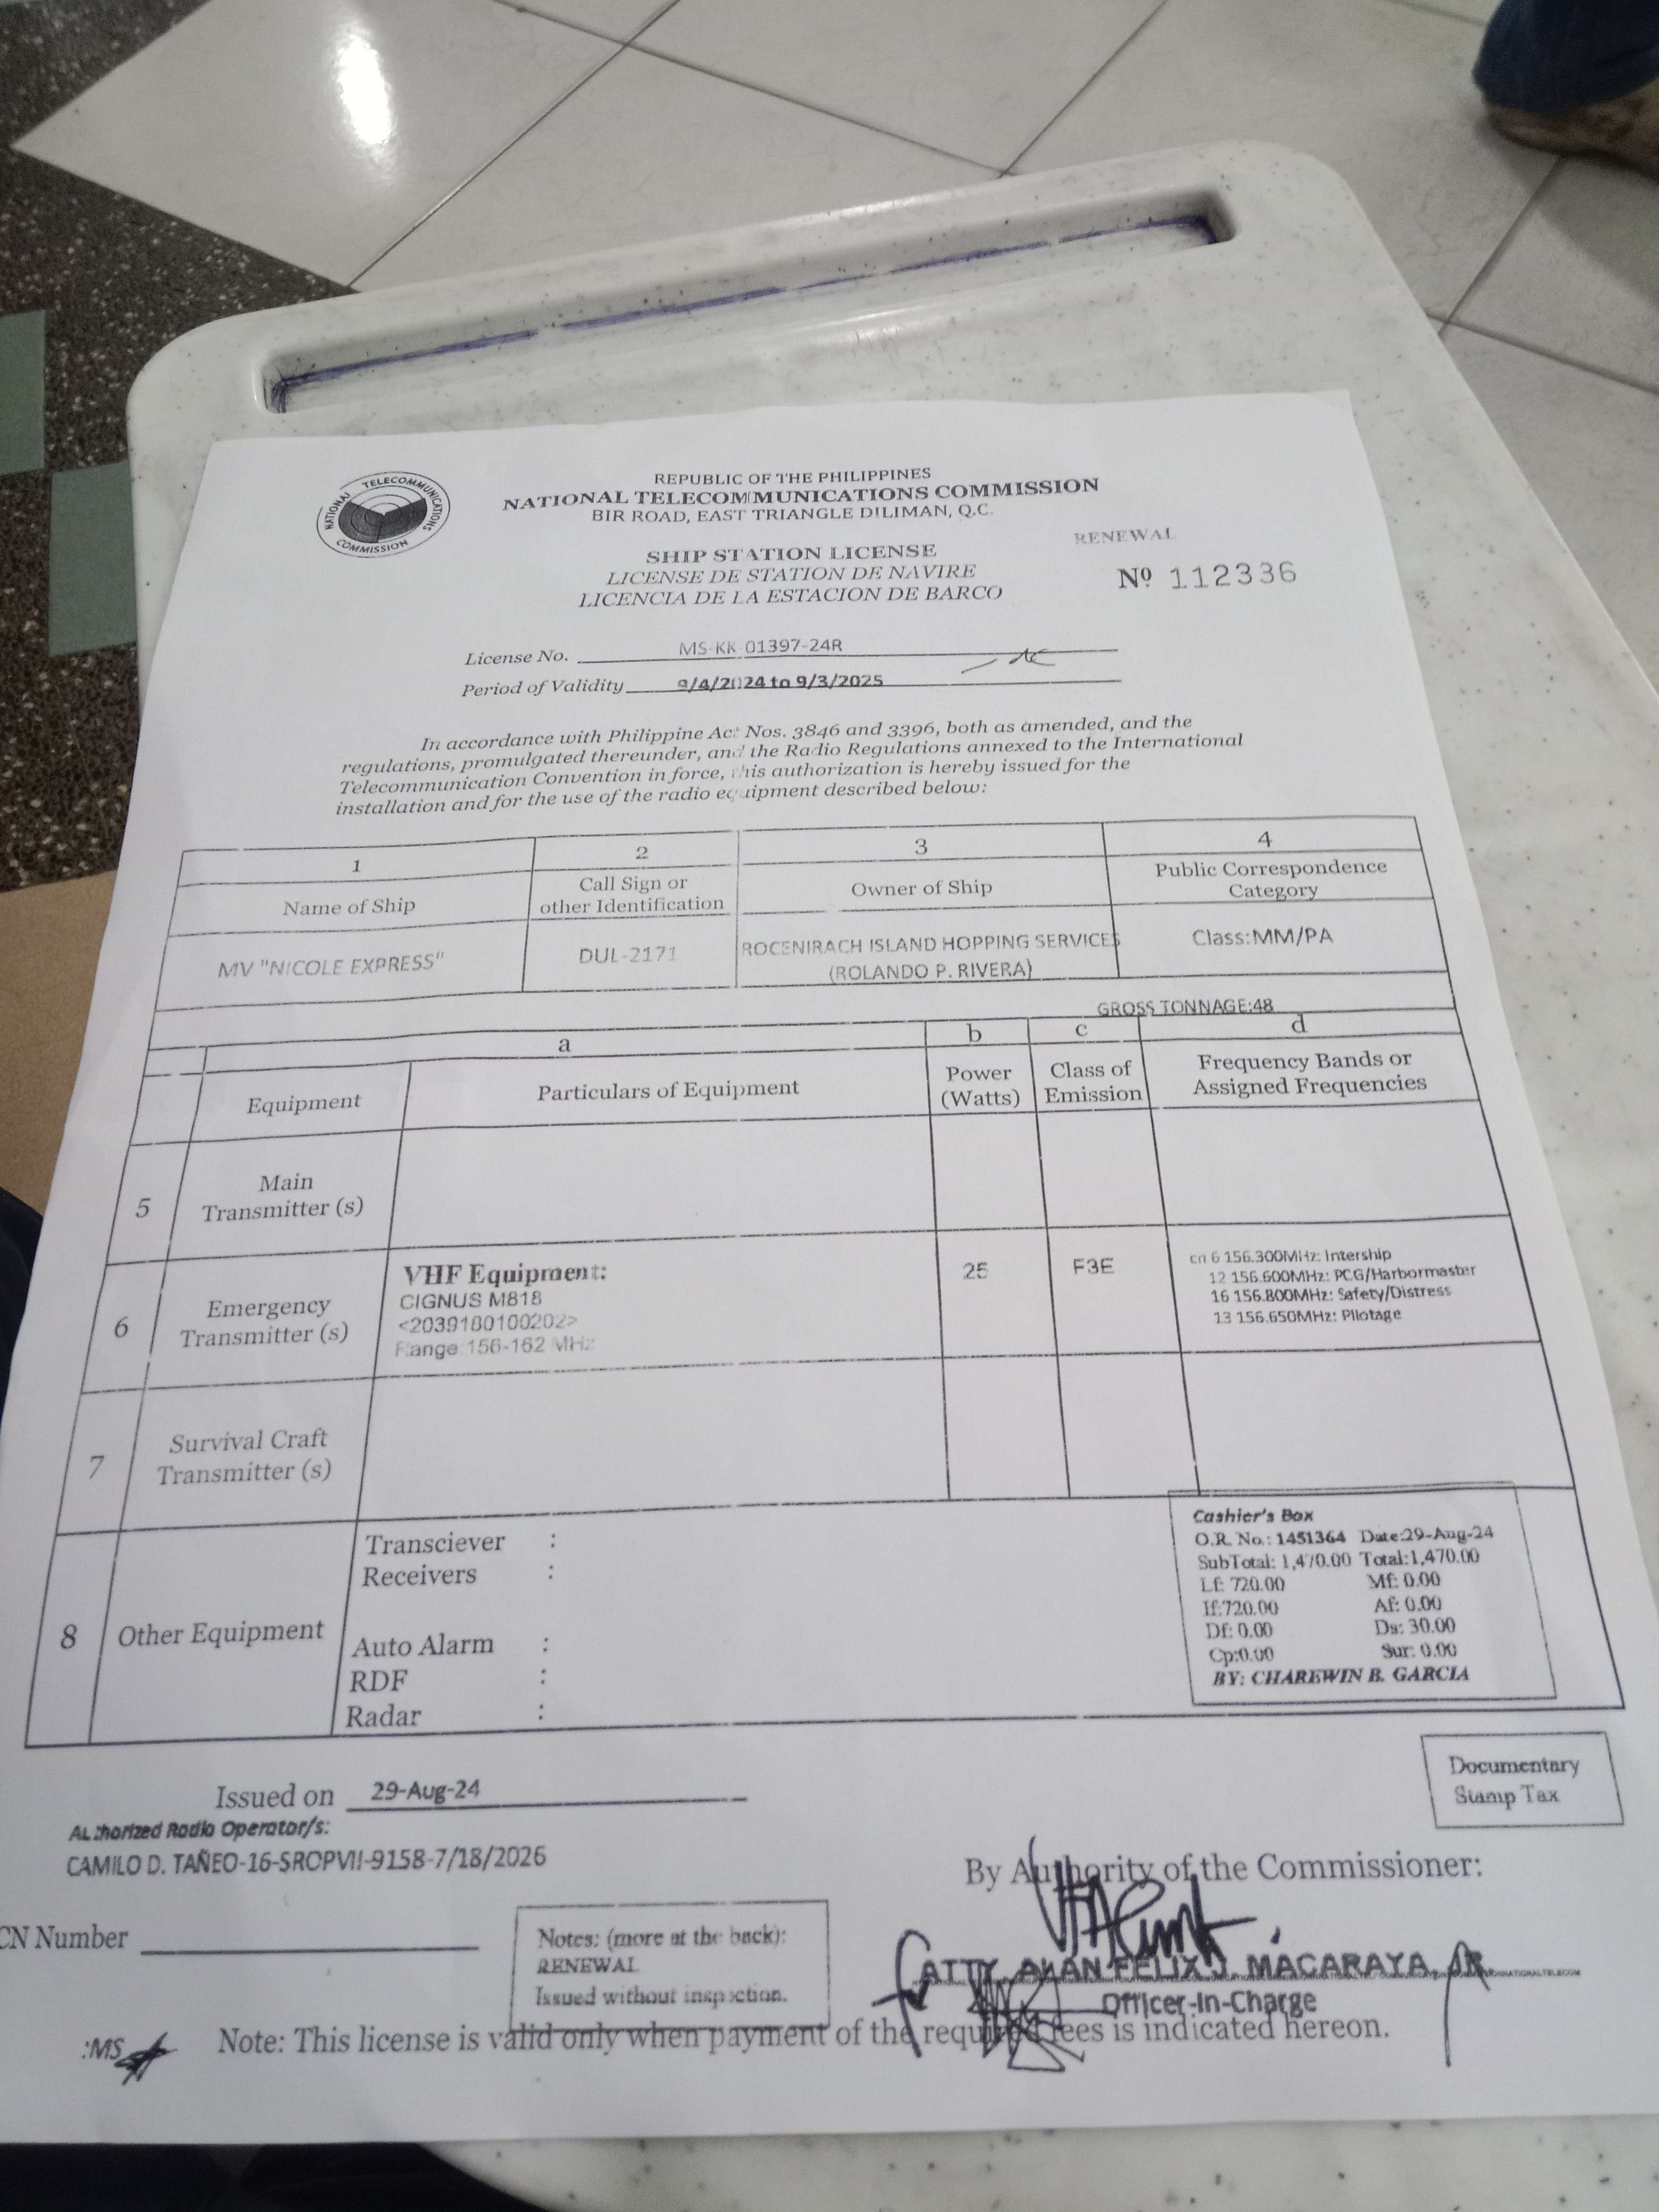 NATIONAL TELECOMMUNICATIONS COMMISSION
REPUBLIC OF THE PHILIPPINES
NATIONAL TELECOMMUNICATIONS COMMISSION
BIR ROAD, EAST TRIANGLE DILIMAN, Q.C.
RENEWAL
SHIP STATION LICENSE
LICENSE DE STATION DE NAVIRE
LICENCIA DE LA ESTACION DE BARCO
Nº 112336
License No. MS-KK-01397-24R
Period of Validity 9/4/2024 to 9/3/2025
In accordance with Philippine Act Nos. 3846 and 3396, both as amended, and the
regulations, promulgated thereunder, and the Radio Regulations annexed to the International
Telecommunication Convention in force, this authorization is hereby issued for the
installation and for the use of the radio equipment described below:
1 2 3 4
Name of Ship
Call Sign or
other Identification
Owner of Ship
Public Correspondence
Category
MV "NICOLE EXPRESS"
DUL-2171
ROCENIRACH ISLAND HOPPING SERVICES
(ROLANDO P. RIVERA)
Class:MM/PA
GROSS TONNAGE:48
a b c d
Equipment
Particulars of Equipment
Power
(Watts)
Class of
Emission
Frequency Bands or
Assigned Frequencies
5
Main
Transmitter (s)
6
Emergency
Transmitter (s)
VHF Equipment:
CIGNUS M818
<2039180100202>
Range 156-162 MHz
25
F3E
cn 6 156.300MHz: Intership
12 156.600MHz: PCG/Harbormaster
16 156.800MHz: Safety/Distress
13 156.650MHz: Pilotage
7
Survival Craft
Transmitter (s)
8
Other Equipment
Transciever :
Receivers :
Auto Alarm :
RDF :
Radar :
Cashier's Box
O.R. No.: 1451364 Date:29-Aug-24
SubTotal: 1,470.00 Total:1,470.00
Lf: 720.00 Mf: 0.00
If:720.00 Af: 0.00
Df: 0.00 Ds: 30.00
Cp:0.00 Sur: 0.00
BY: CHAREWIN B. GARCIA
Documentary
Stamp Tax
Issued on 29-Aug-24
Authorized Radio Operator/s:
CAMILO D. TAÑEO-16-SROPVII-9158-7/18/2026
By Authority of the Commissioner:
CN Number
Notes: (more at the back):
RENEWAL
Issued without inspection.
ATTY. ALAN FELIX J. MACARAYA, JR.
Officer-In-Charge
:MS
Note: This license is valid only when payment of the required fees is indicated hereon.